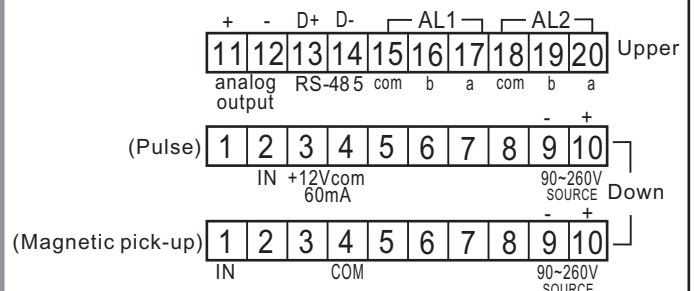 + - D+ D- AL1 AL2
11 12 13 14 15 16 17 18 19 20 Upper
analog RS-485 com b a com b a
output
- +
(Pulse) 1 2 3 4 5 6 7 8 9 10
IN +12Vcom 90~260V
60mA SOURCE Down
- +
(Magnetic pick-up) 1 2 3 4 5 6 7 8 9 10
IN COM 90~260V
SOURCE